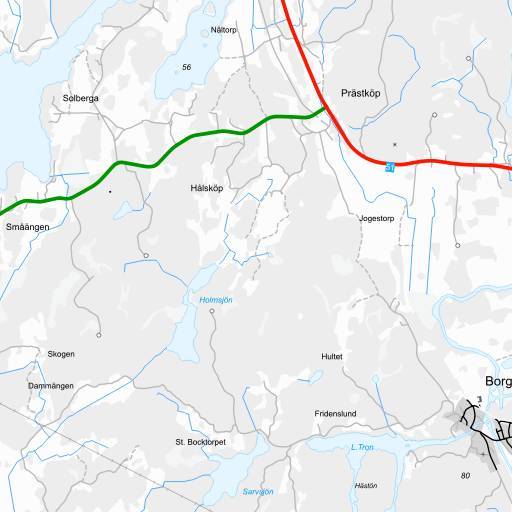 Nältorp
56
Prästköp
Solberga
51
Hälsköp
Jogestorp
Småängen
Holmsjön
Skogen
Hultet
Dammängen
Borg
Fridenslund
St. Bocktorpet
L.Tron
80
Hästön
Sarvsjön